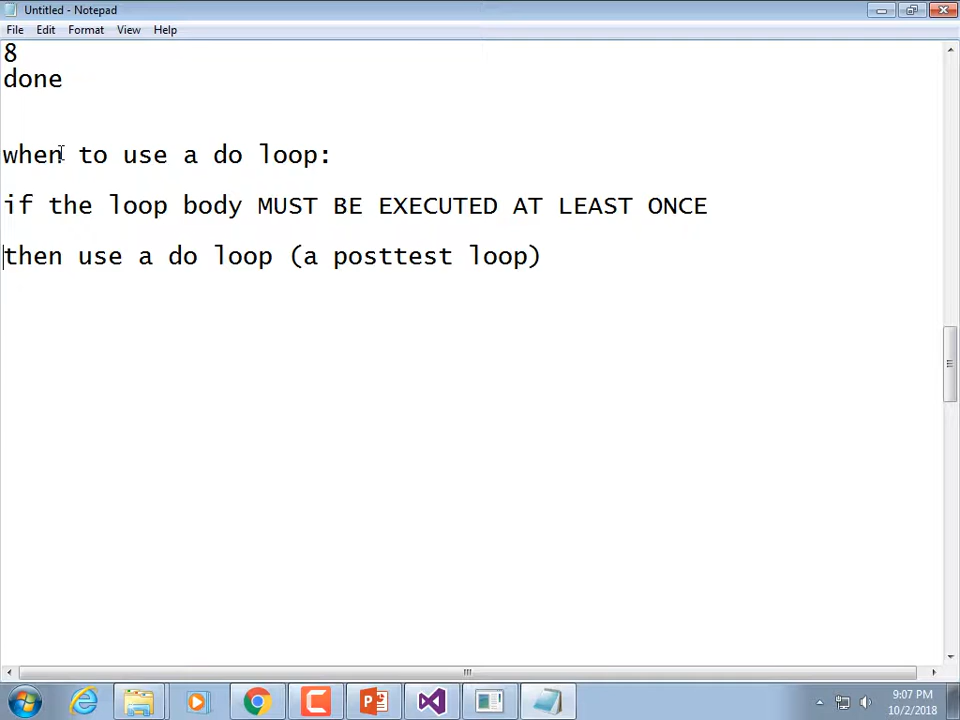 Untitled - Notepad
File Edit Format View Help
8
done
when to use a do loop:
if the loop body MUST BE EXECUTED AT LEAST ONCE
then use a do loop (a posttest loop)
9:07 PM
10/2/2018